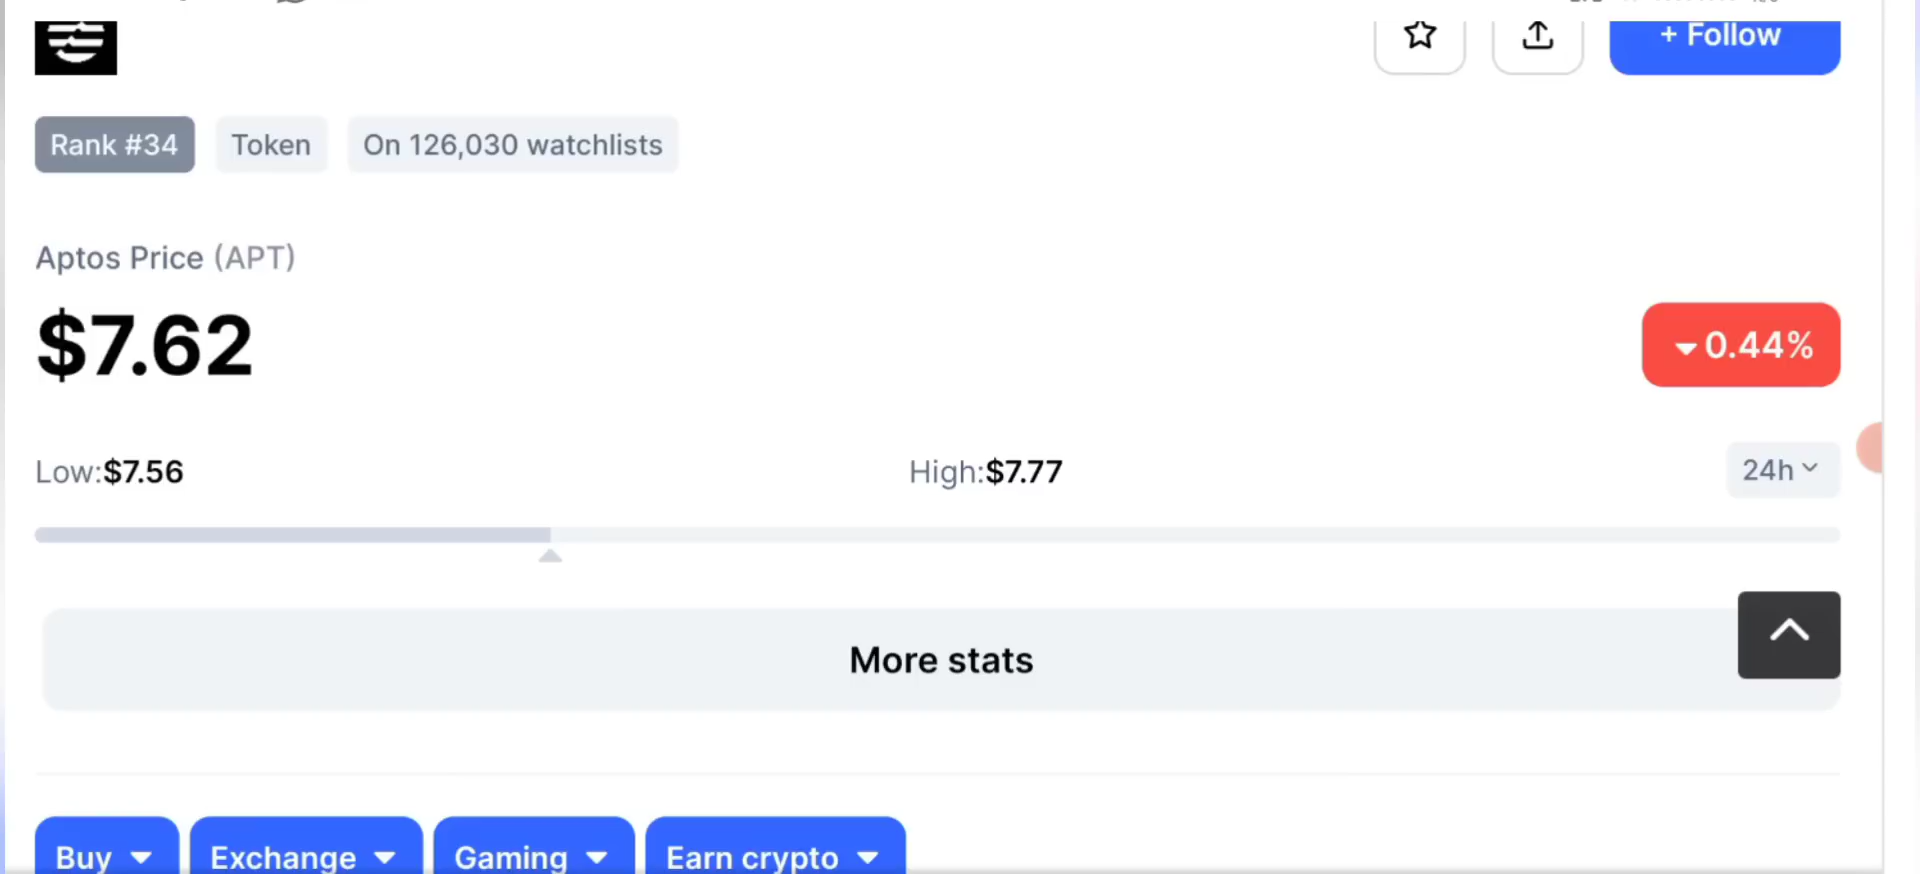 + Follow
Rank #34 Token On 126,030 watchlists
Aptos Price (APT)
$7.62 0.44%
Low:$7.56 High:$7.77 24h
More stats
Buy Exchange Gaming Earn crypto